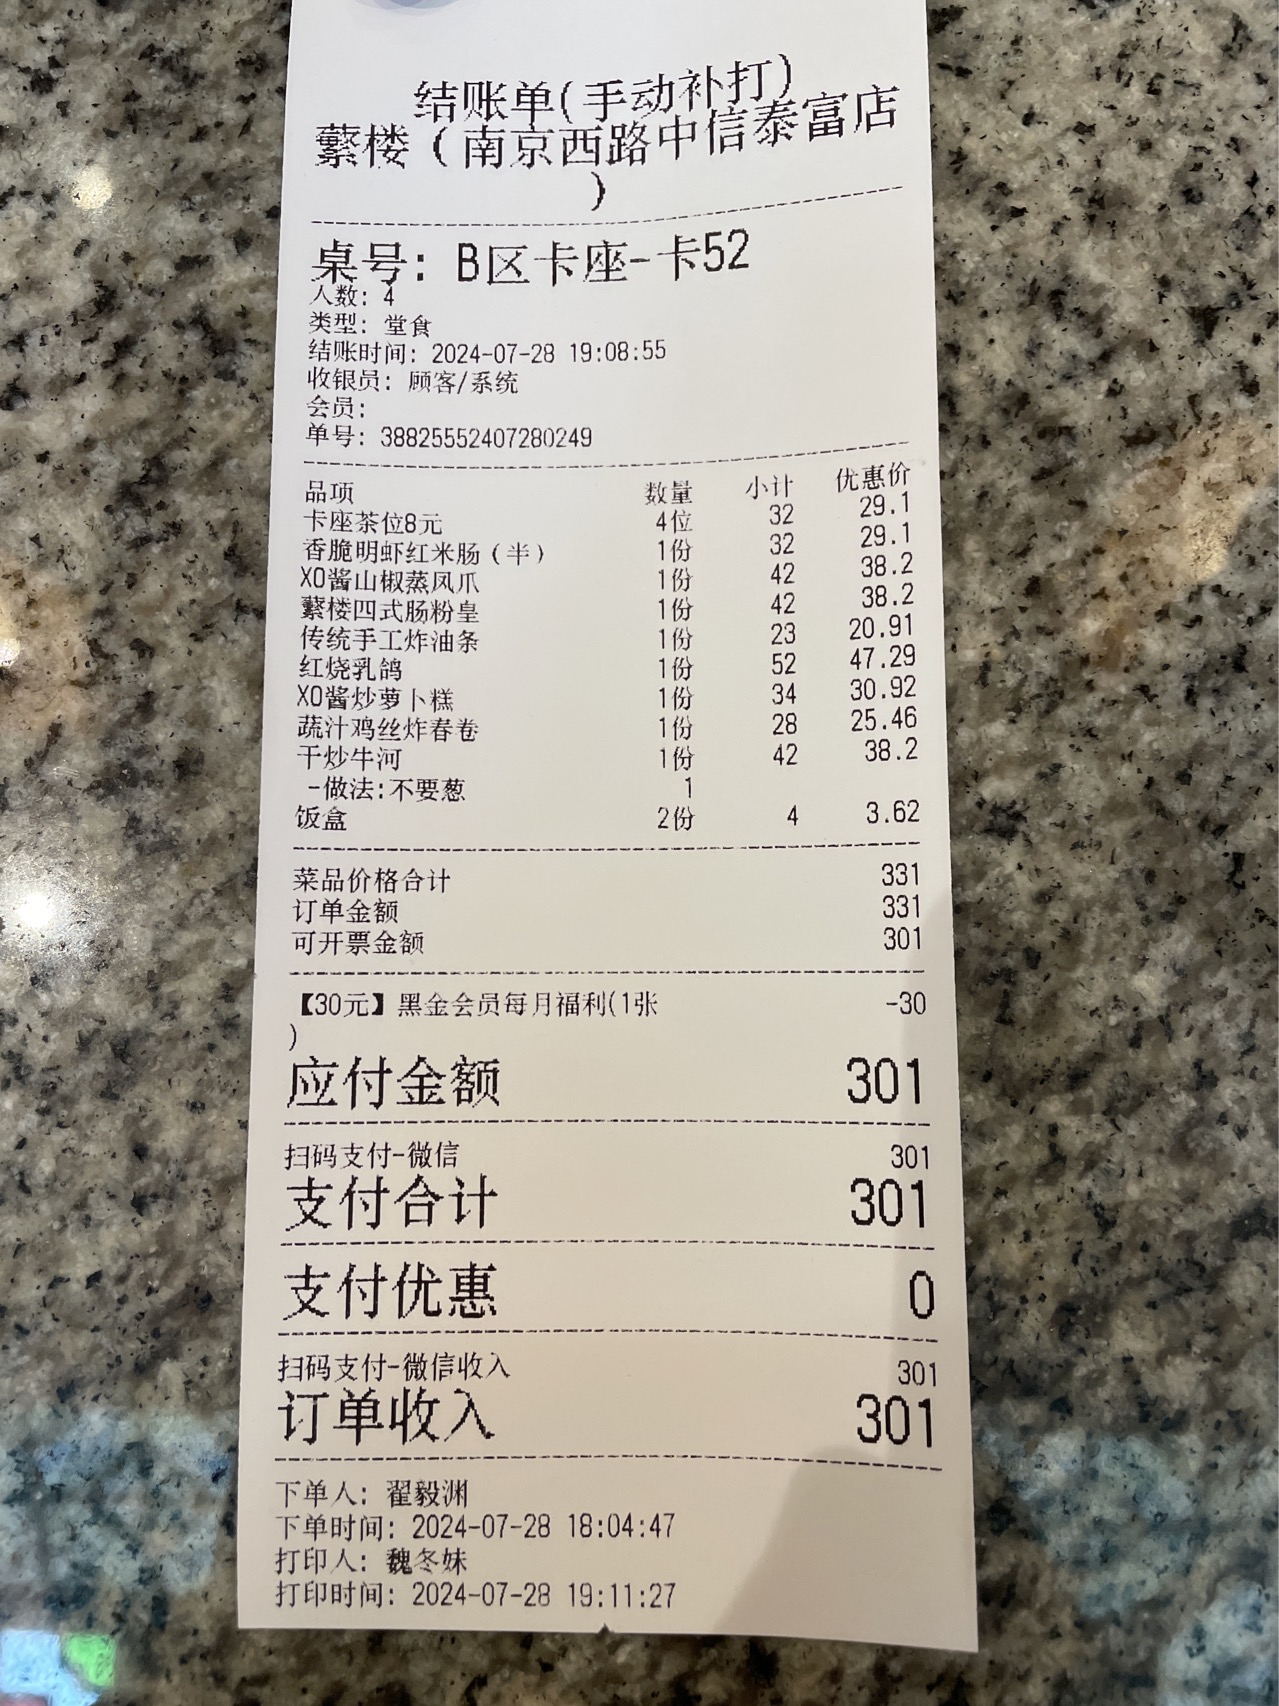 结账单(手动补打)
蘩楼（南京西路中信泰富店
）
桌号: B区卡座-卡52
人数: 4
类型: 堂食
结账时间: 2024-07-28 19:08:55
收银员: 顾客/系统
会员:
单号: 38825552407280249
品项 数量 小计 优惠价
卡座茶位8元 4位 32 29.1
香脆明虾红米肠（半） 1份 32 29.1
XO酱山椒蒸凤爪 1份 42 38.2
蘩楼四式肠粉皇 1份 42 38.2
传统手工炸油条 1份 23 20.91
红烧乳鸽 1份 52 47.29
XO酱炒萝卜糕 1份 34 30.92
蔬汁鸡丝炸春卷 1份 28 25.46
干炒牛河 1份 42 38.2
-做法:不要葱 1
饭盒 2份 4 3.62
菜品价格合计 331
订单金额 331
可开票金额 301
【30元】黑金会员每月福利(1张 -30
)
应付金额 301
扫码支付-微信 301
支付合计 301
支付优惠 0
扫码支付-微信收入 301
订单收入 301
下单人: 翟毅渊
下单时间: 2024-07-28 18:04:47
打印人: 魏冬妹
打印时间: 2024-07-28 19:11:27